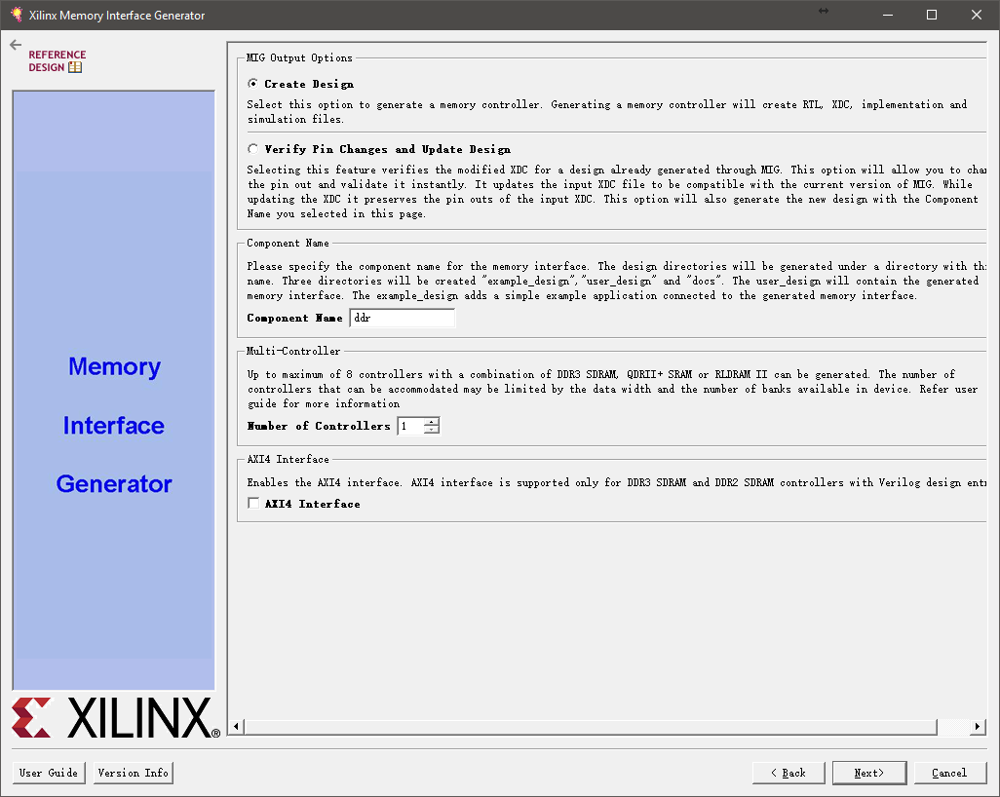 Xilinx Memory Interface Generator
REFERENCE
DESIGN
Memory
Interface
Generator
XILINX®
MIG Output Options
Create Design
Select this option to generate a memory controller. Generating a memory controller will create RTL, XDC, implementation and
simulation files.
Verify Pin Changes and Update Design
Selecting this feature verifies the modified XDC for a design already generated through MIG. This option will allow you to cha
the pin out and validate it instantly. It updates the input XDC file to be compatible with the current version of MIG. While
updating the XDC it preserves the pin outs of the input XDC. This option will also generate the new design with the Component
Name you selected in this page.
Component Name
Please specify the component name for the memory interface. The design directories will be generated under a directory with thi
name. Three directories will be created "example_design","user_design" and "docs". The user_design will contain the generated
memory interface. The example_design adds a simple example application connected to the generated memory interface.
Component Name ddr
Multi-Controller
Up to maximum of 8 controllers with a combination of DDR3 SDRAM, QDRII+ SRAM or RLDRAM II can be generated. The number of
controllers that can be accommodated may be limited by the data width and the number of banks available in device. Refer user
guide for more information
Number of Controllers 1
AXI4 Interface
Enables the AXI4 interface. AXI4 interface is supported only for DDR3 SDRAM and DDR2 SDRAM controllers with Verilog design entr
AXI4 Interface
User Guide Version Info < Back Next> Cancel